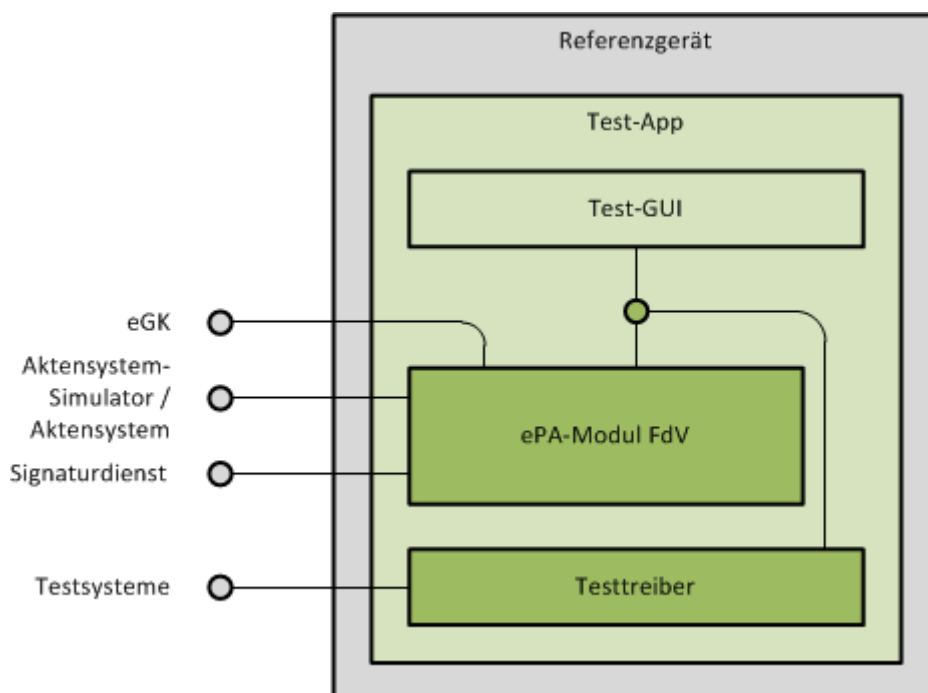 Referenzgerät
Test-App
Test-GUI
eGK
Aktensystem-
Simulator /
Aktensystem
ePA-Modul FdV
Signaturdienst
Testsysteme
Testtreiber